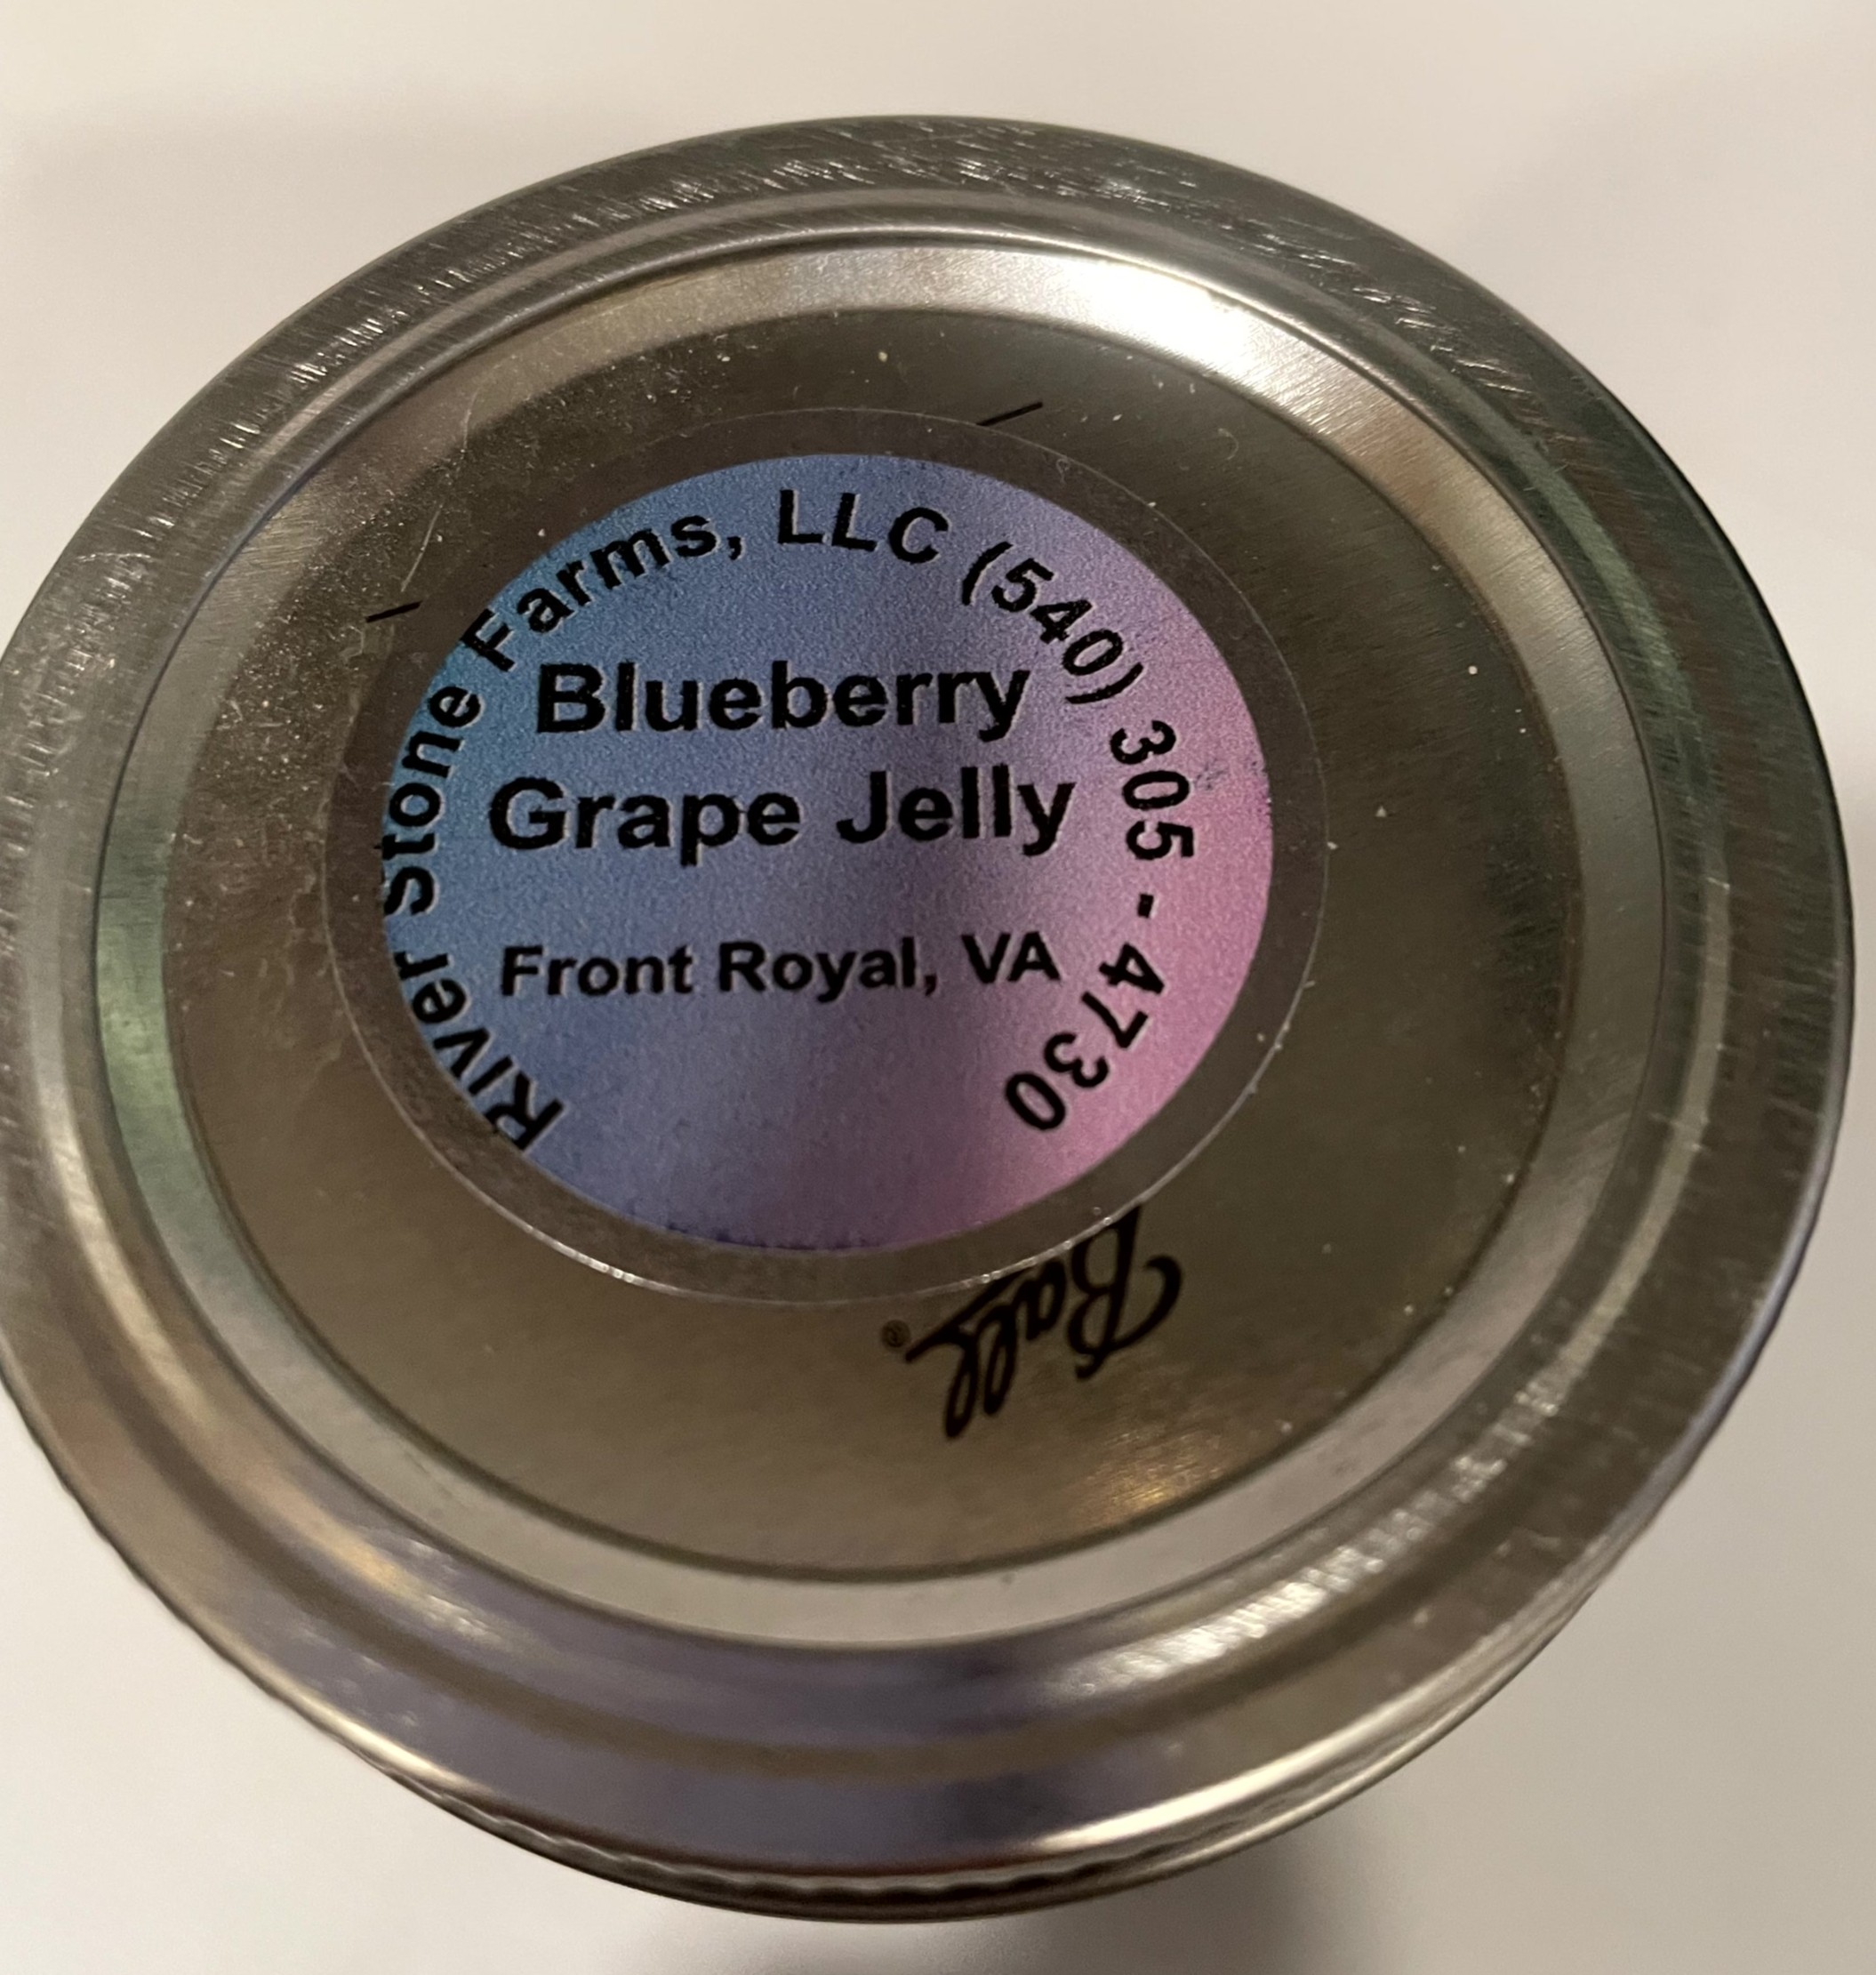 River Stone Farms, LLC (540) 305 - 4730
Blueberry
Grape Jelly
Front Royal, VA
Ball®